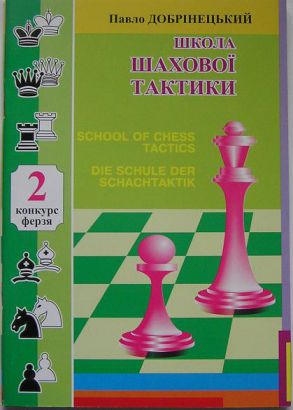 Павло ДОБРІНЕЦЬКИЙ
ШКОЛА
ШАХОВОЇ
ТАКТИКИ
SCHOOL OF CHESS
TACTICS
DIE SCHULE DER
SCHACHTAKTIK
2
конкурс
ферзя